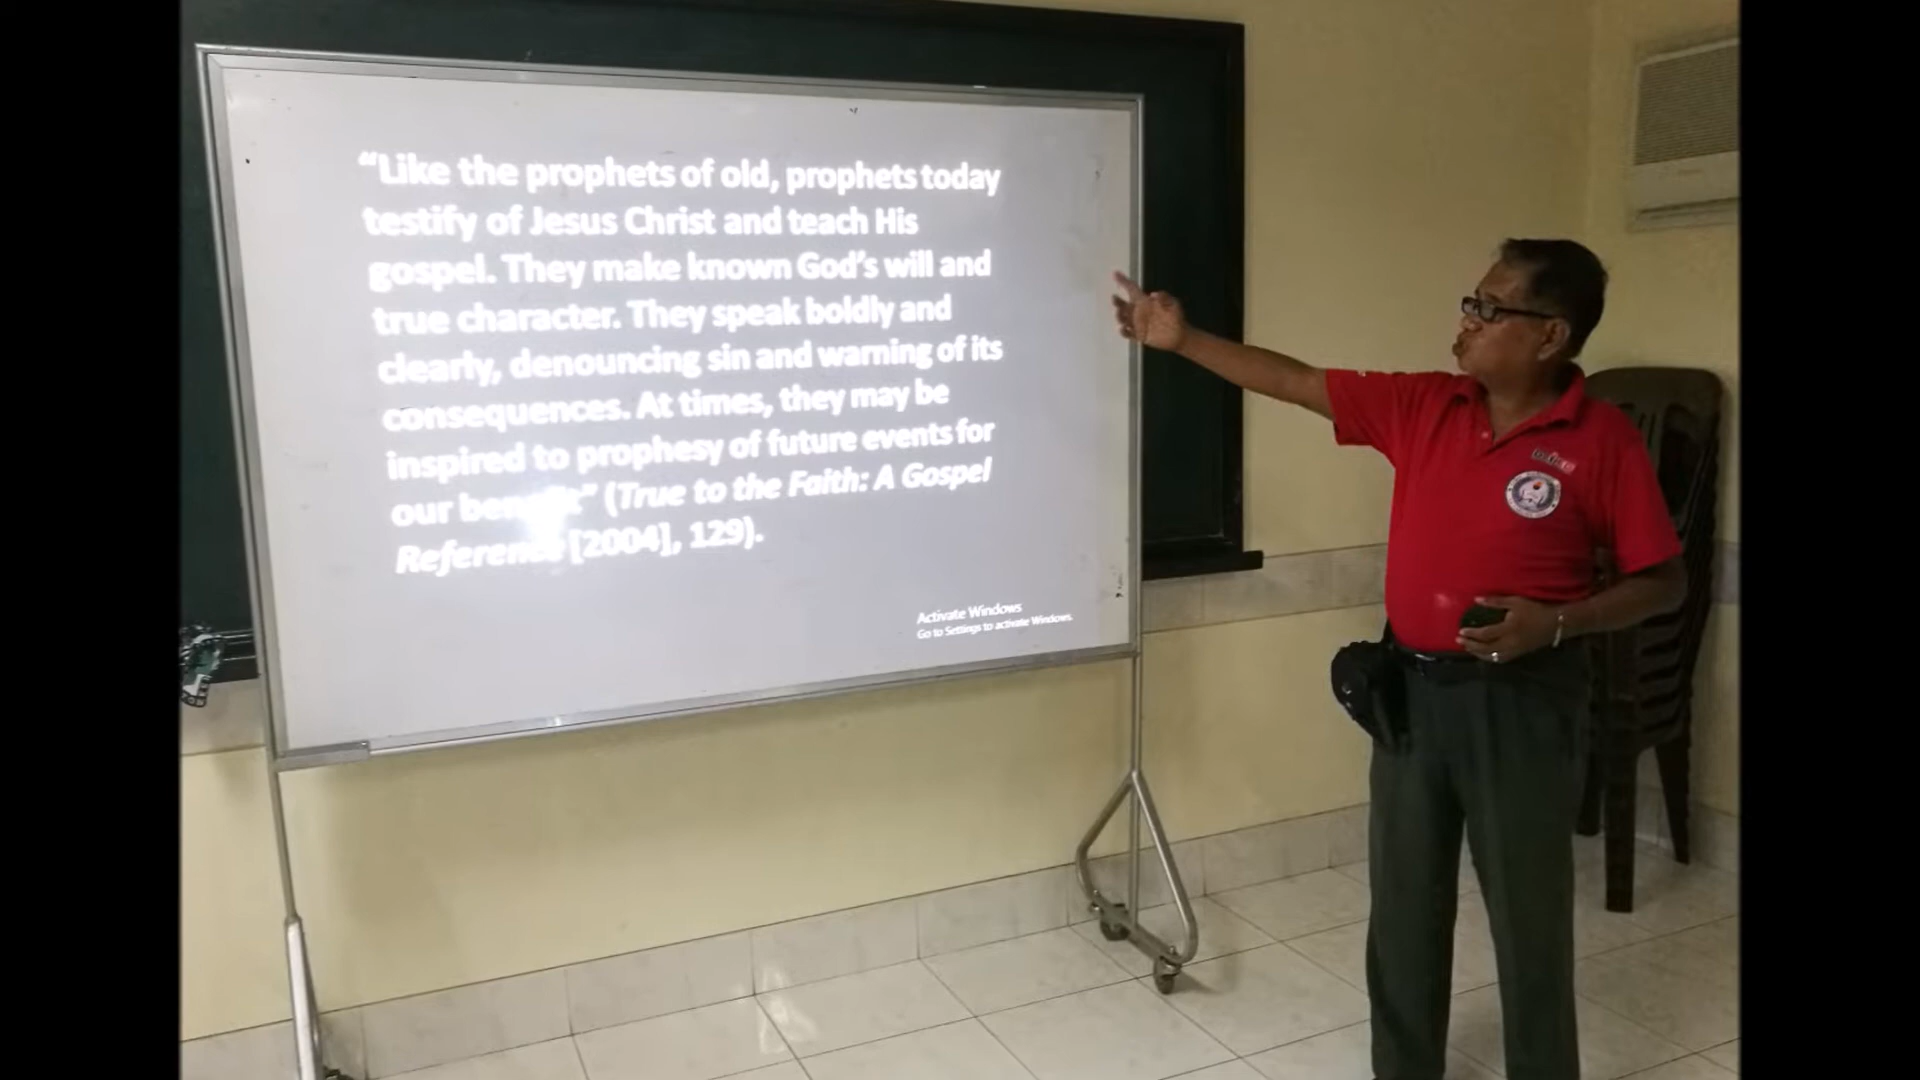 “Like the prophets of old, prophets today
testify of Jesus Christ and teach His
gospel. They make known God’s will and
true character. They speak boldly and
clearly, denouncing sin and warning of its
consequences. At times, they may be
inspired to prophesy of future events for
our benefit” (True to the Faith: A Gospel
Reference [2004], 129).
Activate Windows
Go to Settings to activate Windows.